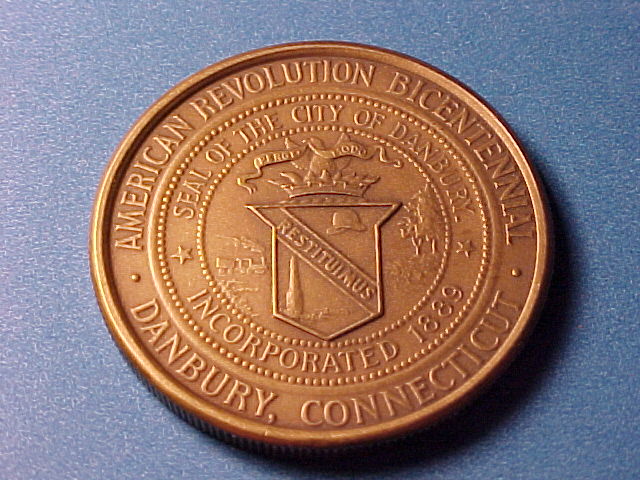 AMERICAN REVOLUTION BICENTENNIAL
DANBURY, CONNECTICUT
SEAL OF THE CITY OF DANBURY.
INCORPORATED 1889
RESTITUIMUS